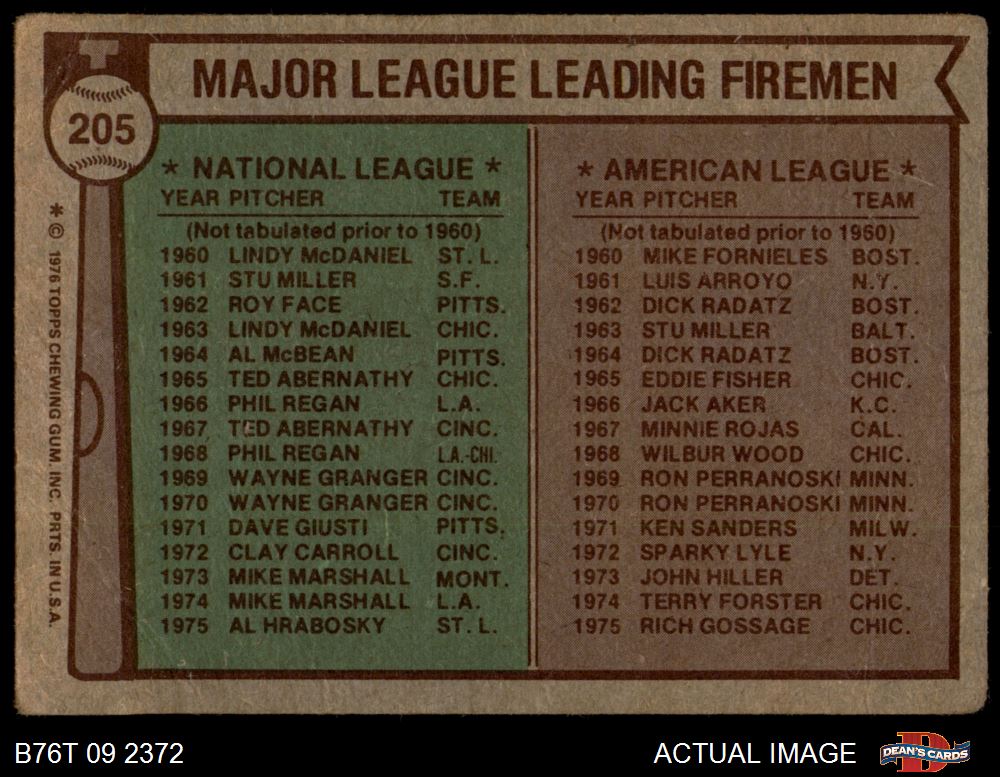 MAJOR LEAGUE LEADING FIREMEN
205
* NATIONAL LEAGUE *
YEAR PITCHER TEAM
(Not tabulated prior to 1960)
1960 LINDY McDANIEL ST. L.
1961 STU MILLER S.F.
1962 ROY FACE PITTS.
1963 LINDY McDANIEL CHIC.
1964 AL McBEAN PITTS.
1965 TED ABERNATHY CHIC.
1966 PHIL REGAN L.A.
1967 TED ABERNATHY CINC.
1968 PHIL REGAN L.A.-CHI.
1969 WAYNE GRANGER CINC.
1970 WAYNE GRANGER CINC.
1971 DAVE GIUSTI PITTS.
1972 CLAY CARROLL CINC.
1973 MIKE MARSHALL MONT.
1974 MIKE MARSHALL L.A.
1975 AL HRABOSKY ST. L.
* AMERICAN LEAGUE *
YEAR PITCHER TEAM
(Not tabulated prior to 1960)
1960 MIKE FORNIELES BOST.
1961 LUIS ARROYO N.Y.
1962 DICK RADATZ BOST.
1963 STU MILLER BALT.
1964 DICK RADATZ BOST.
1965 EDDIE FISHER CHIC.
1966 JACK AKER K.C.
1967 MINNIE ROJAS CAL.
1968 WILBUR WOOD CHIC.
1969 RON PERRANOSKI MINN.
1970 RON PERRANOSKI MINN.
1971 KEN SANDERS MILW.
1972 SPARKY LYLE N.Y.
1973 JOHN HILLER DET.
1974 TERRY FORSTER CHIC.
1975 RICH GOSSAGE CHIC.
* © 1976 TOPPS CHEWING GUM, INC. PRTS. IN U.S.A.
B76T 09 2372
ACTUAL IMAGE
DEAN'S CARDS